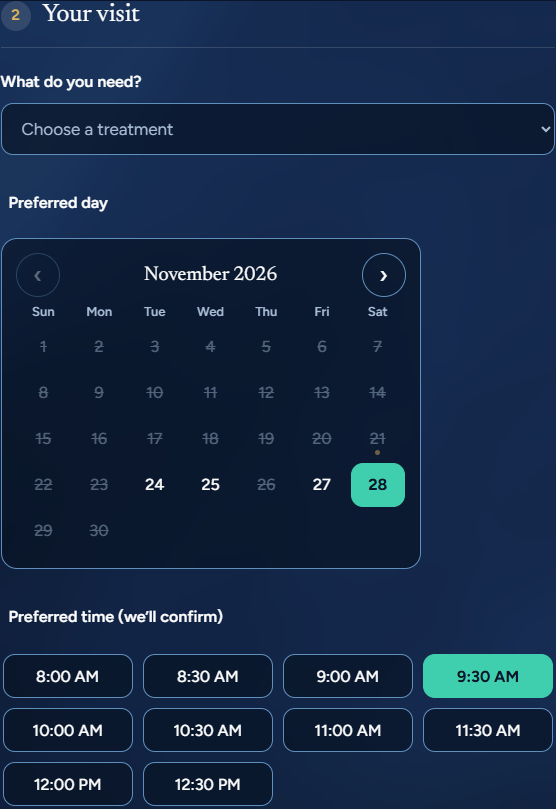 2 Your visit
What do you need?
Choose a treatment
Preferred day
‹ November 2026 ›
Sun Mon Tue Wed Thu Fri Sat
1 2 3 4 5 6 7
8 9 10 11 12 13 14
15 16 17 18 19 20 21
22 23 24 25 26 27 28
29 30
Preferred time (we’ll confirm)
8:00 AM 8:30 AM 9:00 AM 9:30 AM
10:00 AM 10:30 AM 11:00 AM 11:30 AM
12:00 PM 12:30 PM